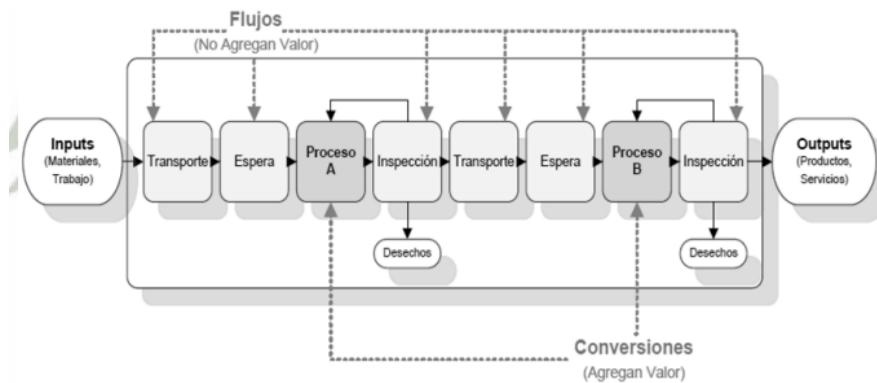 Flujos
(No Agregan Valor)
Inputs
(Materiales,
Trabajo)
Transporte
Espera
Proceso
A
Inspección
Transporte
Espera
Proceso
B
Inspección
Outputs
(Productos,
Servicios)
Desechos
Desechos
Conversiones
(Agregan Valor)